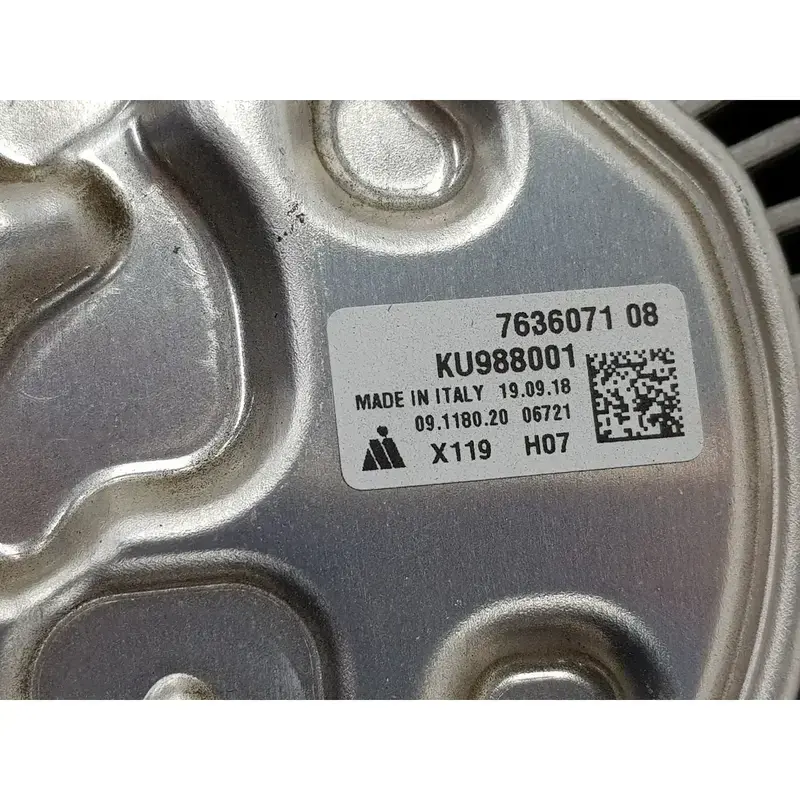 7636071 08
KU988001
MADE IN ITALY 19.09.18
09.1180.20 06721
X119 H07